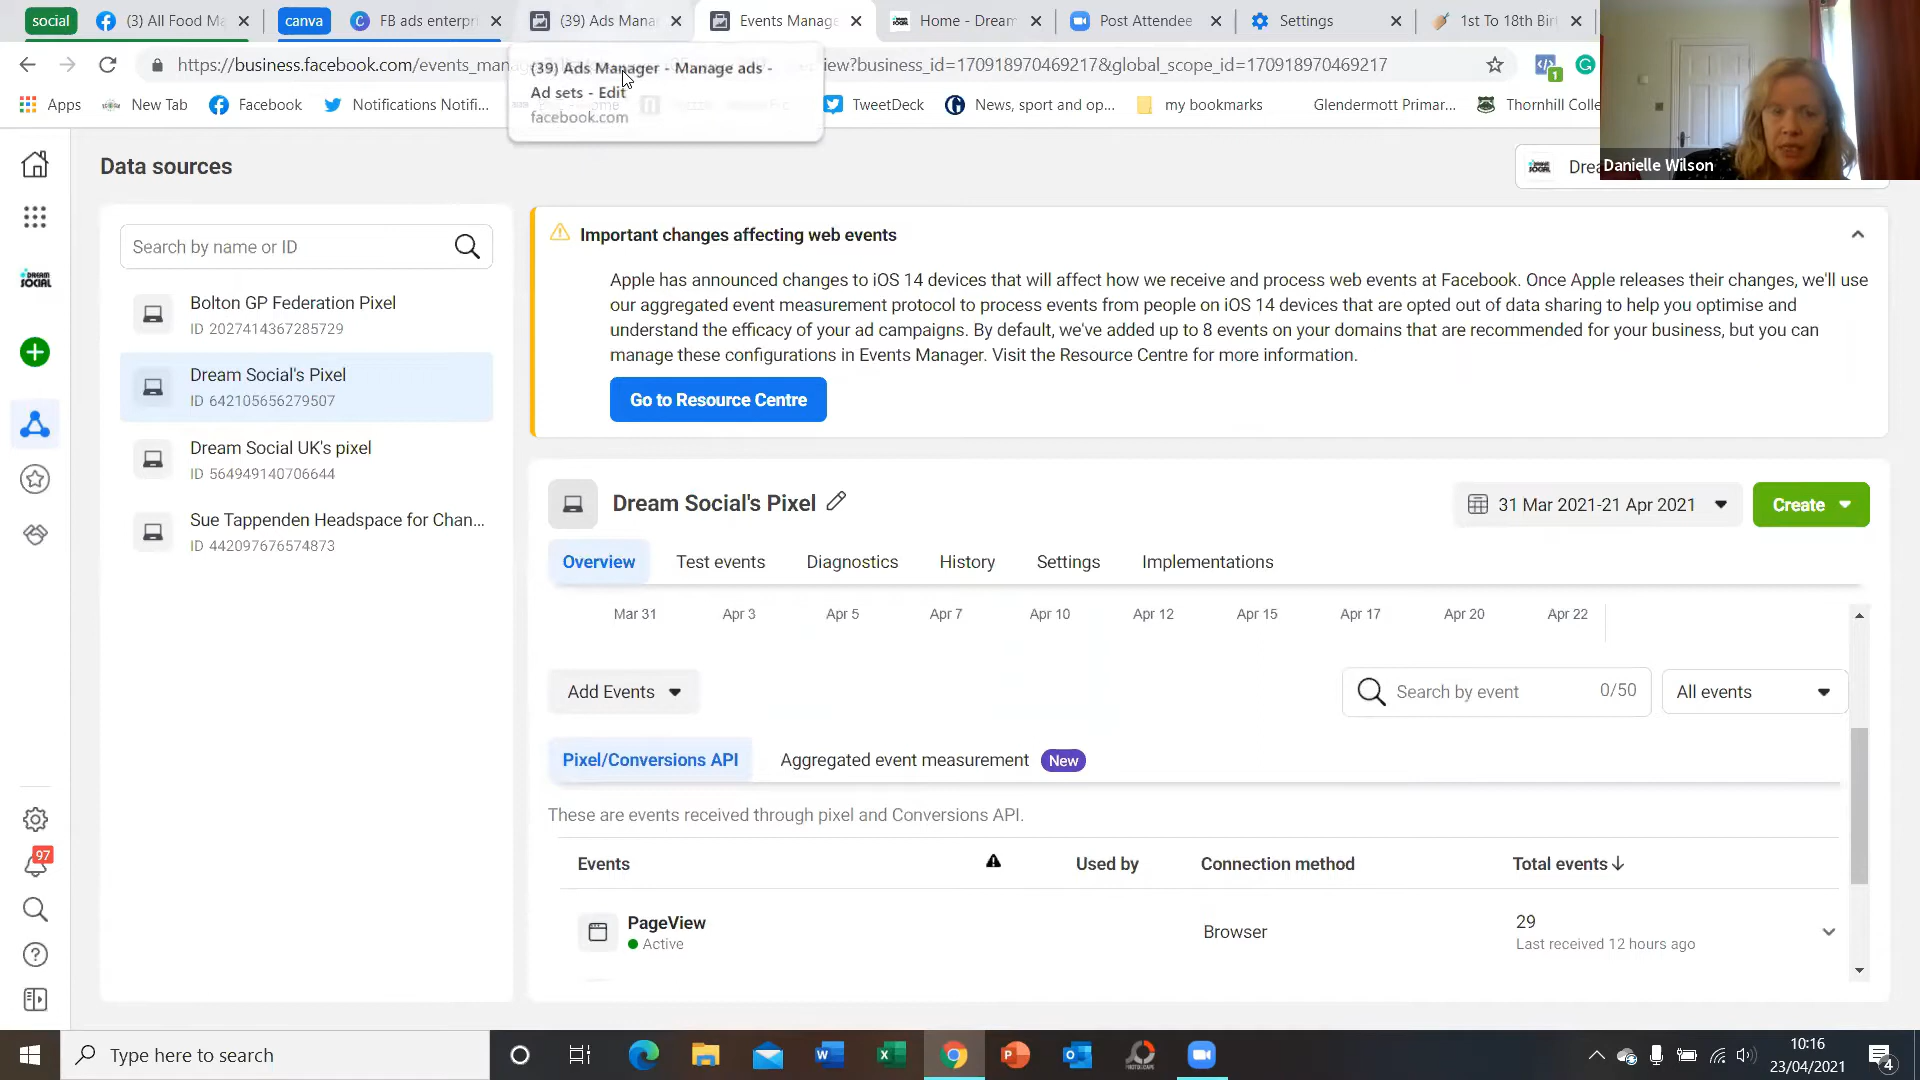 social
(3) All Food Ma
canva
FB ads enterpri
(39) Ads Mana
Events Manage
Home - Dream
Post Attendee
Settings
1st To 18th Bir
https://business.facebook.com/events_mana
iew?business_id=170918970469217&global_scope_id=170918970469217
1
(39) Ads Manager - Manage ads -
Ad sets - Edit
facebook.com
Apps
New Tab
Facebook
Notifications Notifi...
TweetDeck
News, sport and op...
my bookmarks
Glendermott Primar...
Thornhill Colle
Danielle Wilson
Data sources
DREAM SOCIAL
Drea
Search by name or ID
Bolton GP Federation Pixel
ID 2027414367285729
Dream Social's Pixel
ID 642105656279507
Dream Social UK's pixel
ID 564949140706644
Sue Tappenden Headspace for Chan...
ID 442097676574873
Important changes affecting web events
Apple has announced changes to iOS 14 devices that will affect how we receive and process web events at Facebook. Once Apple releases their changes, we'll use
our aggregated event measurement protocol to process events from people on iOS 14 devices that are opted out of data sharing to help you optimise and
understand the efficacy of your ad campaigns. By default, we've added up to 8 events on your domains that are recommended for your business, but you can
manage these configurations in Events Manager. Visit the Resource Centre for more information.
Go to Resource Centre
Dream Social's Pixel
31 Mar 2021-21 Apr 2021
Create
Overview
Test events
Diagnostics
History
Settings
Implementations
Mar 31
Apr 3
Apr 5
Apr 7
Apr 10
Apr 12
Apr 15
Apr 17
Apr 20
Apr 22
Add Events
Search by event
0/50
All events
Pixel/Conversions API
Aggregated event measurement
New
These are events received through pixel and Conversions API.
Events
Used by
Connection method
Total events
PageView
Active
Browser
29
Last received 12 hours ago
97
Type here to search
10:16
23/04/2021
4